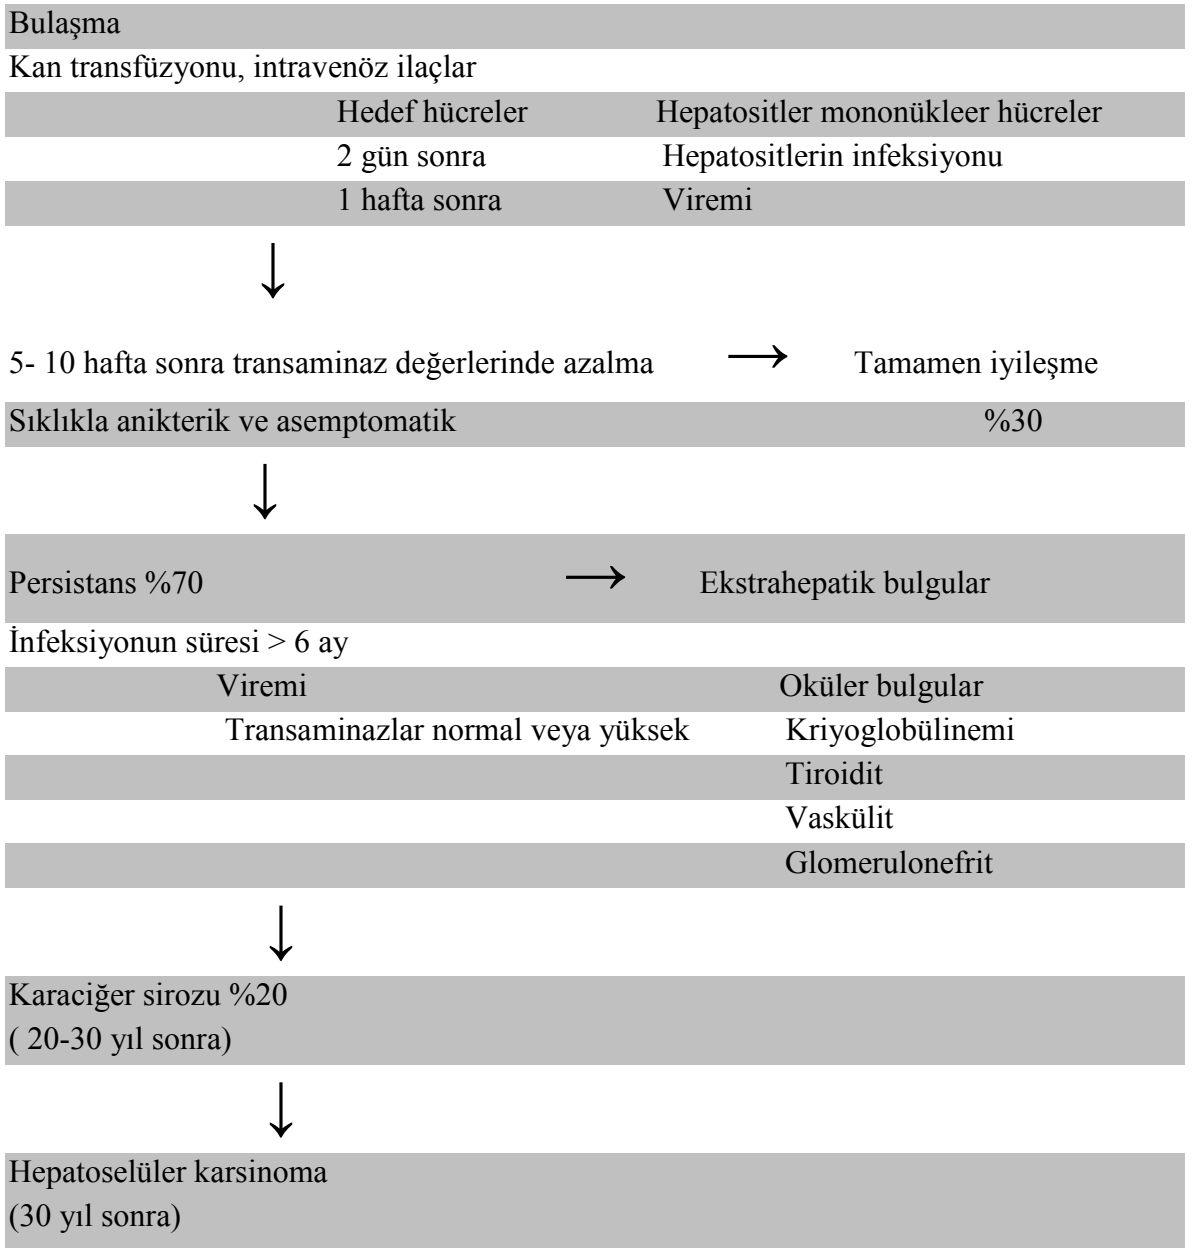 Bulaşma
Kan transfüzyonu, intravenöz ilaçlar
Hedef hücreler Hepatositler mononükleer hücreler
2 gün sonra Hepatositlerin infeksiyonu
1 hafta sonra Viremi
↓
5- 10 hafta sonra transaminaz değerlerinde azalma → Tamamen iyileşme
Sıklıkla anikterik ve asemptomatik %30
↓
Persistans %70 → Ekstrahepatik bulgular
İnfeksiyonun süresi > 6 ay
Viremi Oküler bulgular
Transaminazlar normal veya yüksek Kriyoglobülinemi
Tiroidit
Vaskülit
Glomerulonefrit
↓
Karaciğer sirozu %20
( 20-30 yıl sonra)
↓
Hepatoselüler karsinoma
(30 yıl sonra)